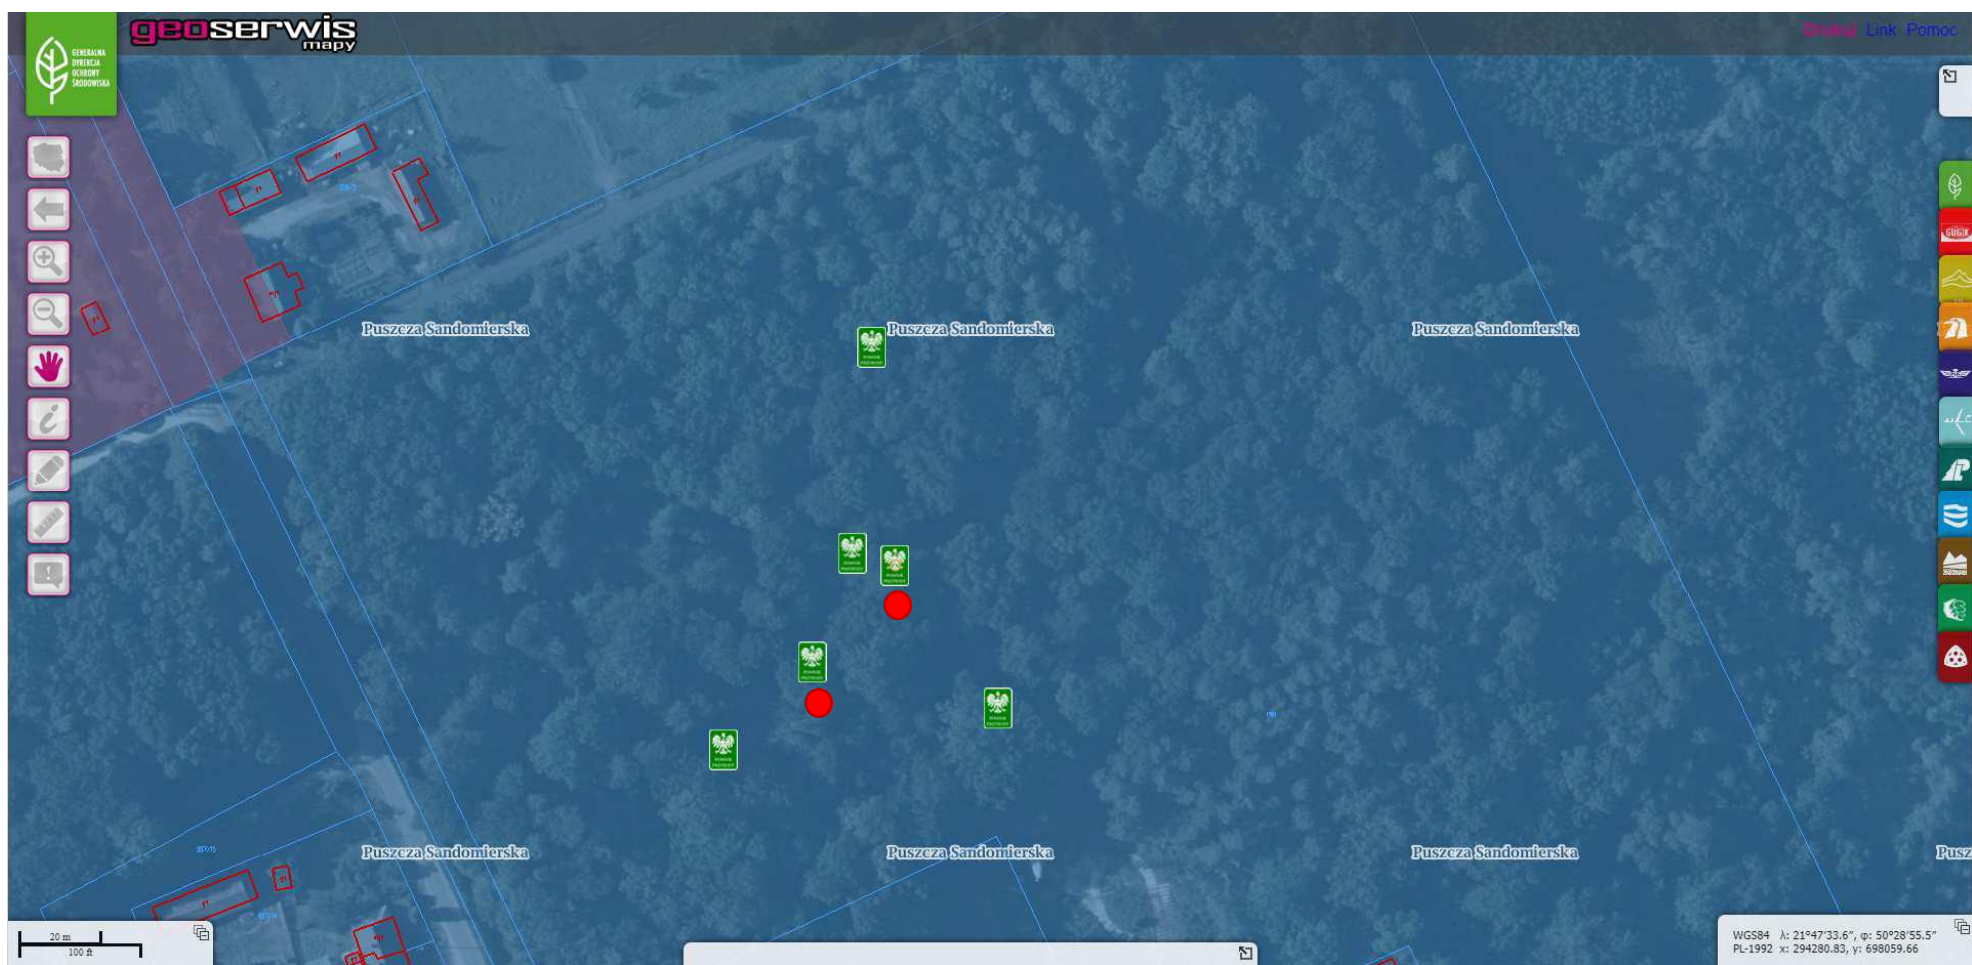 geoserwis
mapy
Drukuj Link Pomoc
GENERALNA
DYREKCJA
OCHRONY
ŚRODOWISKA
GUGiK
Puszcza Sandomierska
Puszcza Sandomierska
Puszcza Sandomierska
Puszcza Sandomierska
Puszcza Sandomierska
Puszcza Sandomierska
Pusz
20 m
100 ft
WGS84 λ: 21°47'33.6", φ: 50°28'55.5"
PL-1992 x: 294280.83, y: 698059.66